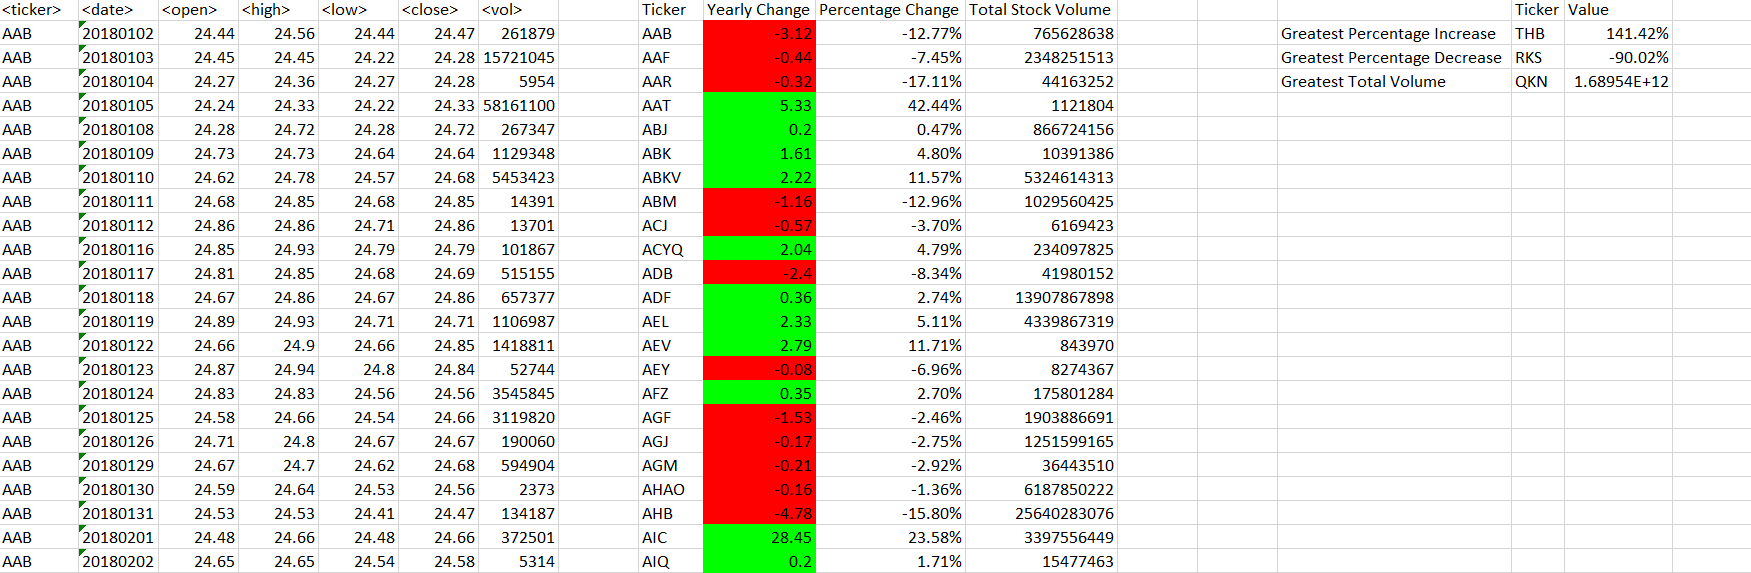 <ticker> <date> <open> <high> <low> <close> <vol> Ticker Yearly Change Percentage Change Total Stock Volume Ticker Value
AAB 20180102 24.44 24.56 24.44 24.47 261879 AAB -3.12 -12.77% 765628638 Greatest Percentage Increase THB 141.42%
AAB 20180103 24.45 24.45 24.22 24.28 15721045 AAF -0.44 -7.45% 2348251513 Greatest Percentage Decrease RKS -90.02%
AAB 20180104 24.27 24.36 24.27 24.28 5954 AAR -0.32 -17.11% 44163252 Greatest Total Volume QKN 1.68954E+12
AAB 20180105 24.24 24.33 24.22 24.33 58161100 AAT 5.33 42.44% 1121804
AAB 20180108 24.28 24.72 24.28 24.72 267347 ABJ 0.2 0.47% 866724156
AAB 20180109 24.73 24.73 24.64 24.64 1129348 ABK 1.61 4.80% 10391386
AAB 20180110 24.62 24.78 24.57 24.68 5453423 ABKV 2.22 11.57% 5324614313
AAB 20180111 24.68 24.85 24.68 24.85 14391 ABM -1.16 -12.96% 1029560425
AAB 20180112 24.86 24.86 24.71 24.86 13701 ACJ -0.57 -3.70% 6169423
AAB 20180116 24.85 24.93 24.79 24.79 101867 ACYQ 2.04 4.79% 234097825
AAB 20180117 24.81 24.85 24.68 24.69 515155 ADB -2.4 -8.34% 41980152
AAB 20180118 24.67 24.86 24.67 24.86 657377 ADF 0.36 2.74% 13907867898
AAB 20180119 24.89 24.93 24.71 24.71 1106987 AEL 2.33 5.11% 4339867319
AAB 20180122 24.66 24.9 24.66 24.85 1418811 AEV 2.79 11.71% 843970
AAB 20180123 24.87 24.94 24.8 24.84 52744 AEY -0.08 -6.96% 8274367
AAB 20180124 24.83 24.83 24.56 24.56 3545845 AFZ 0.35 2.70% 175801284
AAB 20180125 24.58 24.66 24.54 24.66 3119820 AGF -1.53 -2.46% 1903886691
AAB 20180126 24.71 24.8 24.67 24.67 190060 AGJ -0.17 -2.75% 1251599165
AAB 20180129 24.67 24.7 24.62 24.68 594904 AGM -0.21 -2.92% 36443510
AAB 20180130 24.59 24.64 24.53 24.56 2373 AHAO -0.16 -1.36% 6187850222
AAB 20180131 24.53 24.53 24.41 24.47 134187 AHB -4.78 -15.80% 25640283076
AAB 20180201 24.48 24.66 24.48 24.66 372501 AIC 28.45 23.58% 3397556449
AAB 20180202 24.65 24.65 24.54 24.58 5314 AIQ 0.2 1.71% 15477463